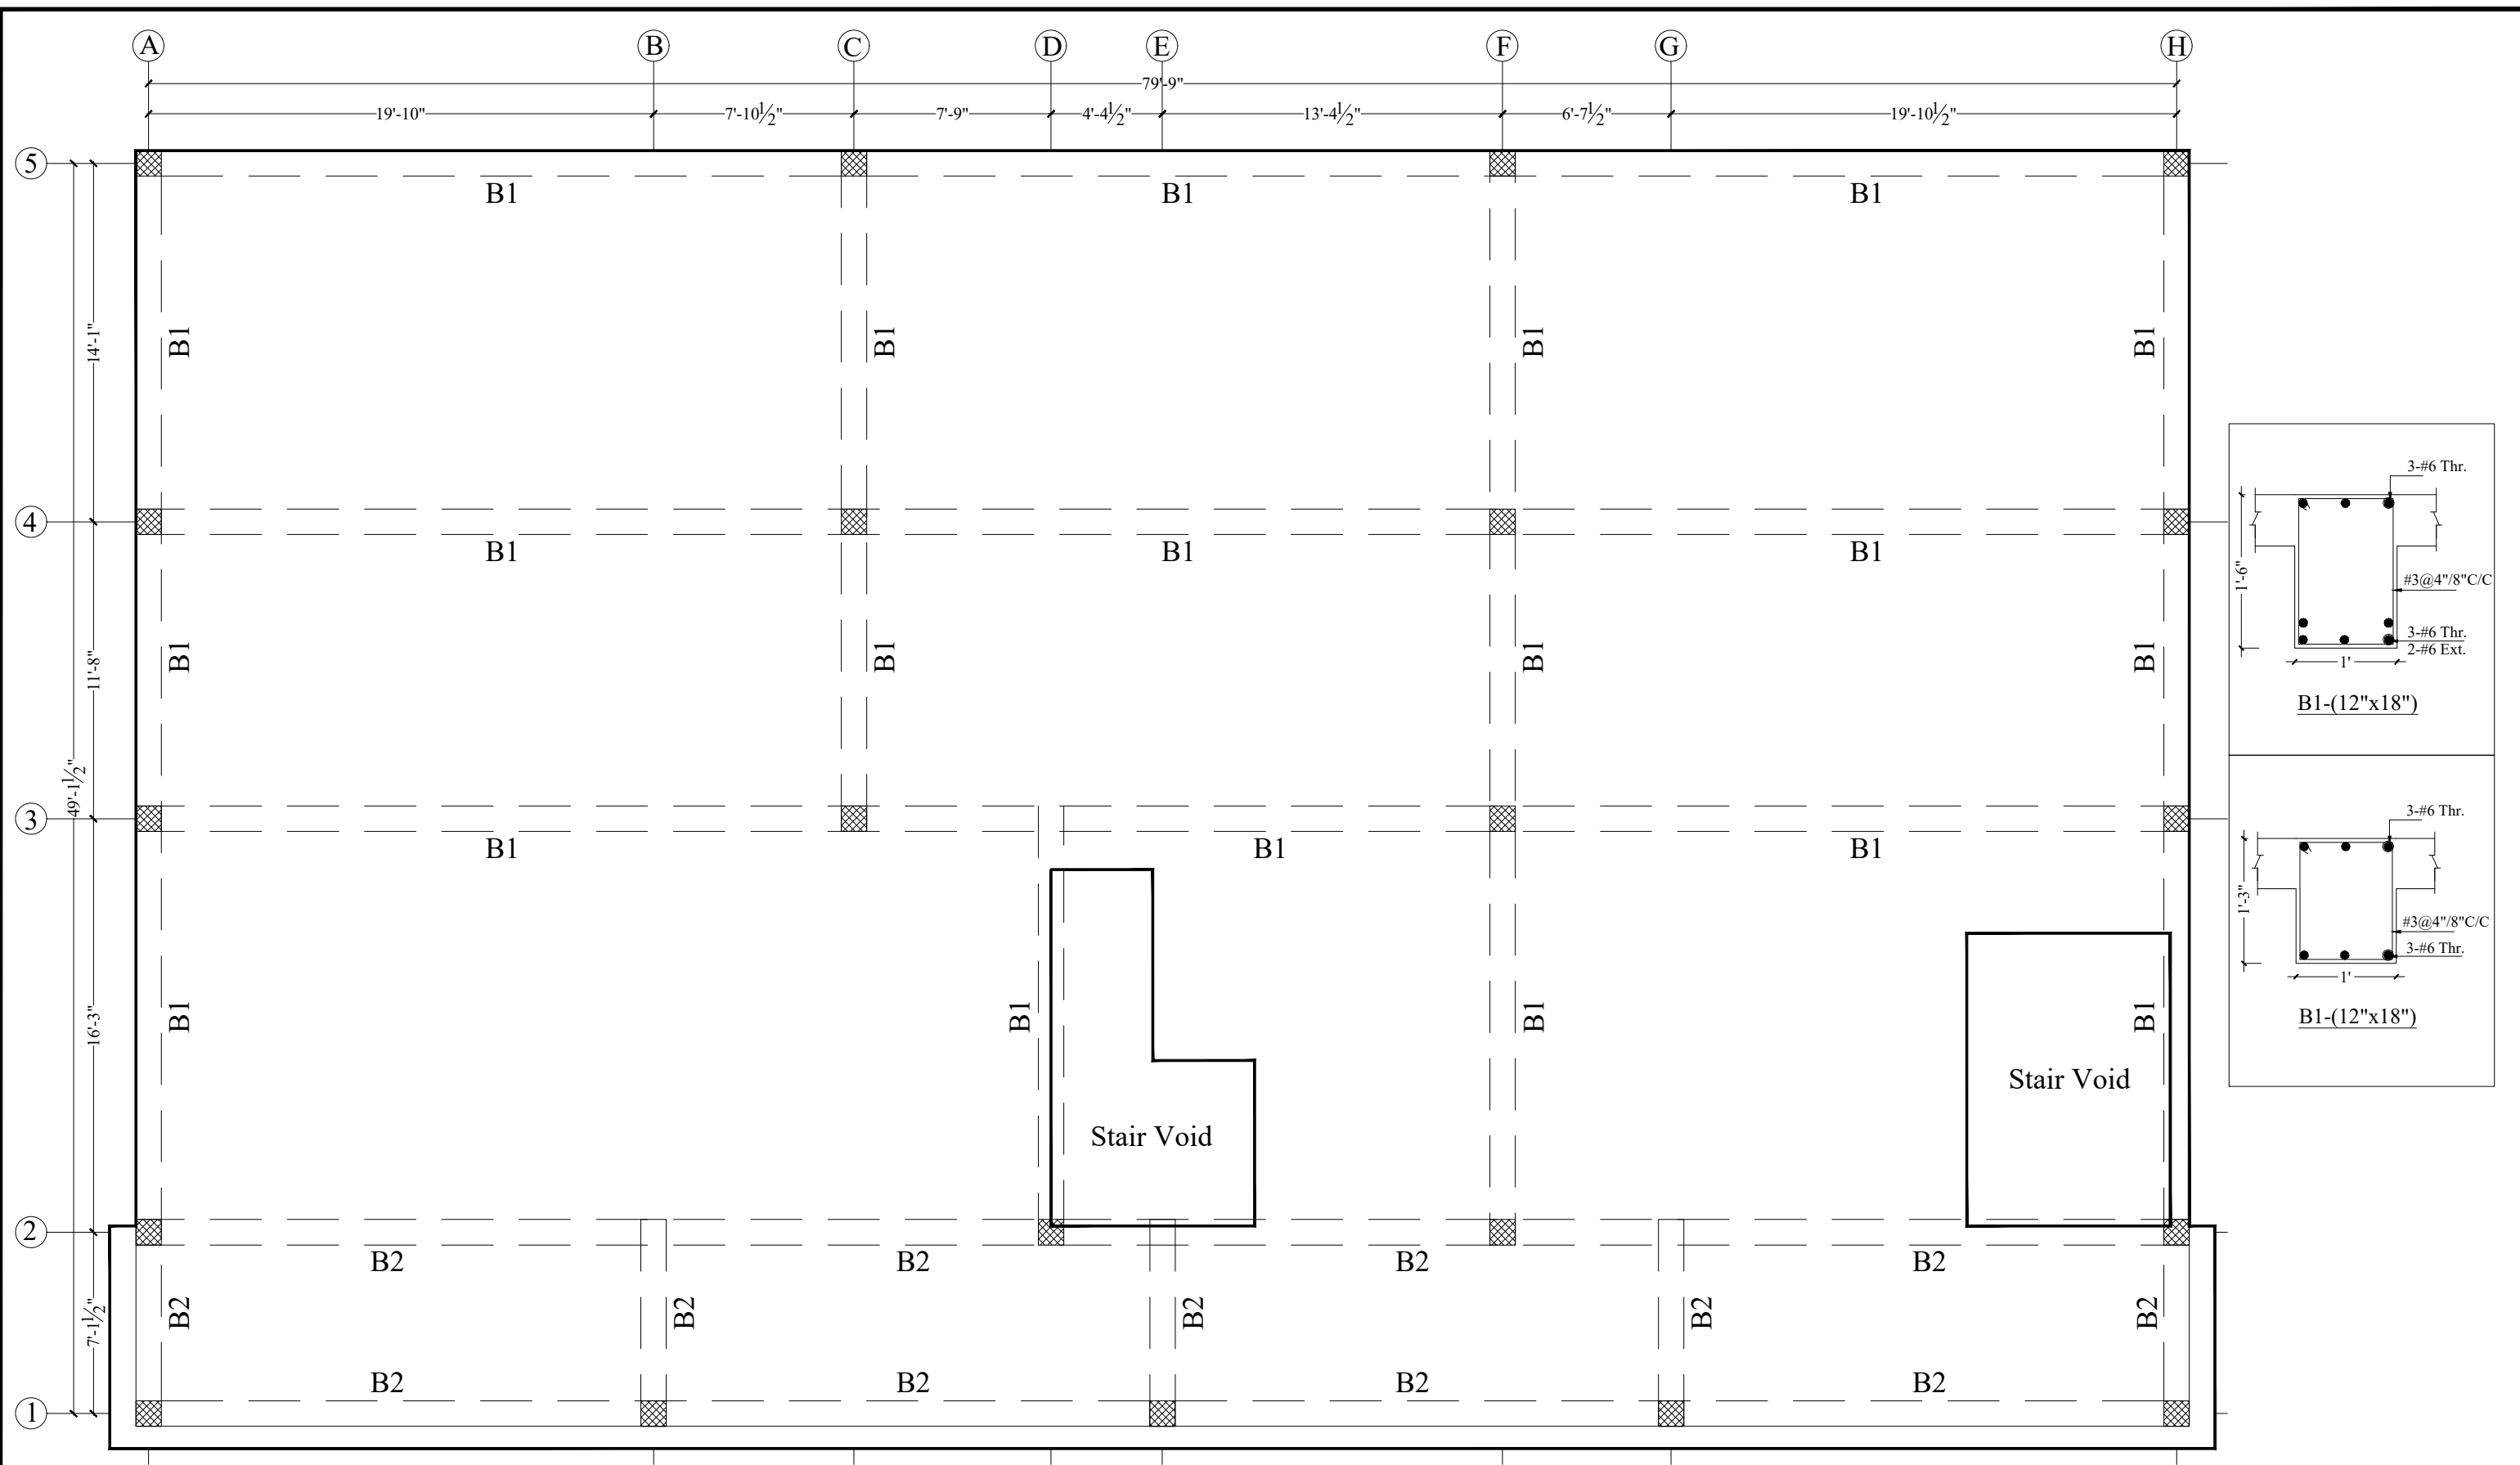 A B C D E F G H
79'-9"
19'-10" 7'-10½" 7'-9" 4'-4½" 13'-4½" 6'-7½" 19'-10½"
5
B1 B1 B1
14'-1"
B1 B1 B1 B1
4
B1 B1 B1
11'-8"
B1 B1 B1 B1
49'-1½"
3
B1 B1 B1
16'-3"
B1 B1 B1 B1
Stair Void
Stair Void
2
B2 B2 B2 B2
7'-1½"
B2 B2 B2 B2 B2
B2 B2 B2 B2
1
3-#6 Thr.
1'-6"
#3@4"/8"C/C
3-#6 Thr.
2-#6 Ext.
1'
B1-(12"x18")
3-#6 Thr.
1'-3"
#3@4"/8"C/C
3-#6 Thr.
1'
B1-(12"x18")